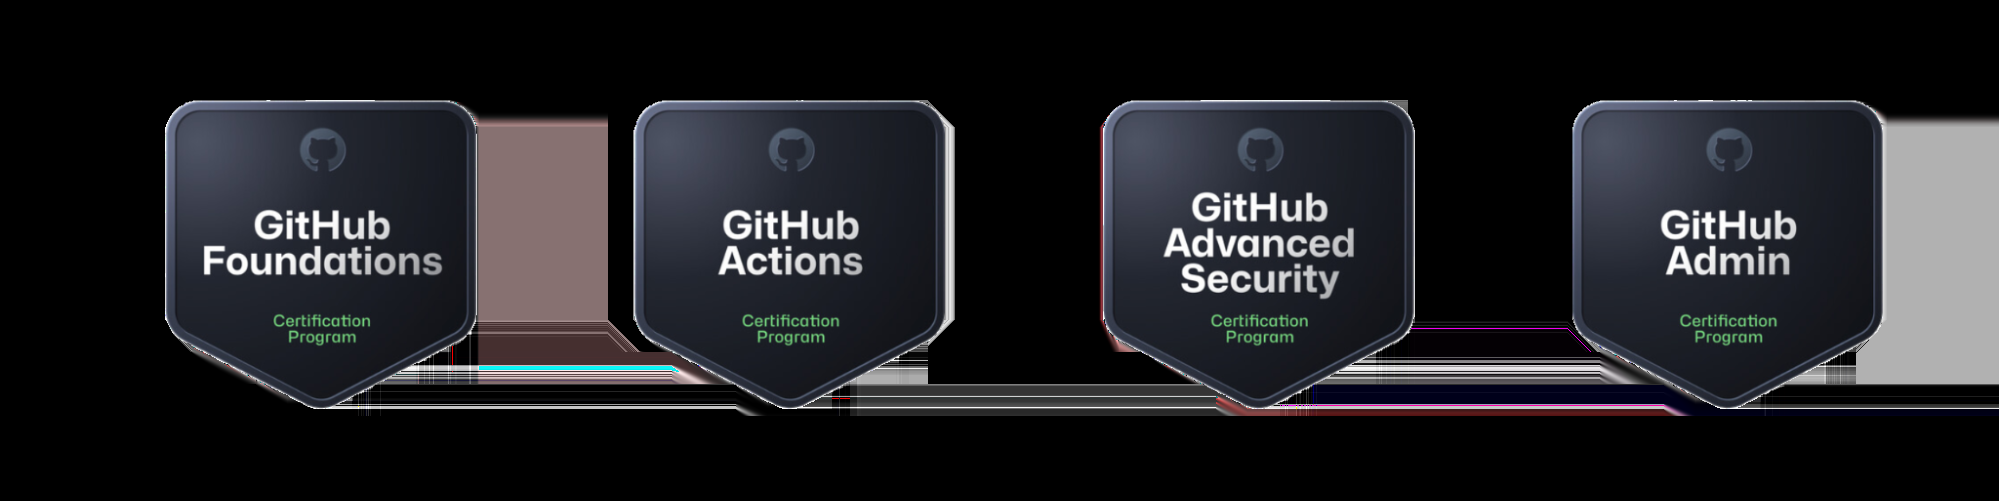 GitHub
Foundations
Certification
Program
GitHub
Actions
Certification
Program
GitHub
Advanced
Security
Certification
Program
GitHub
Admin
Certification
Program